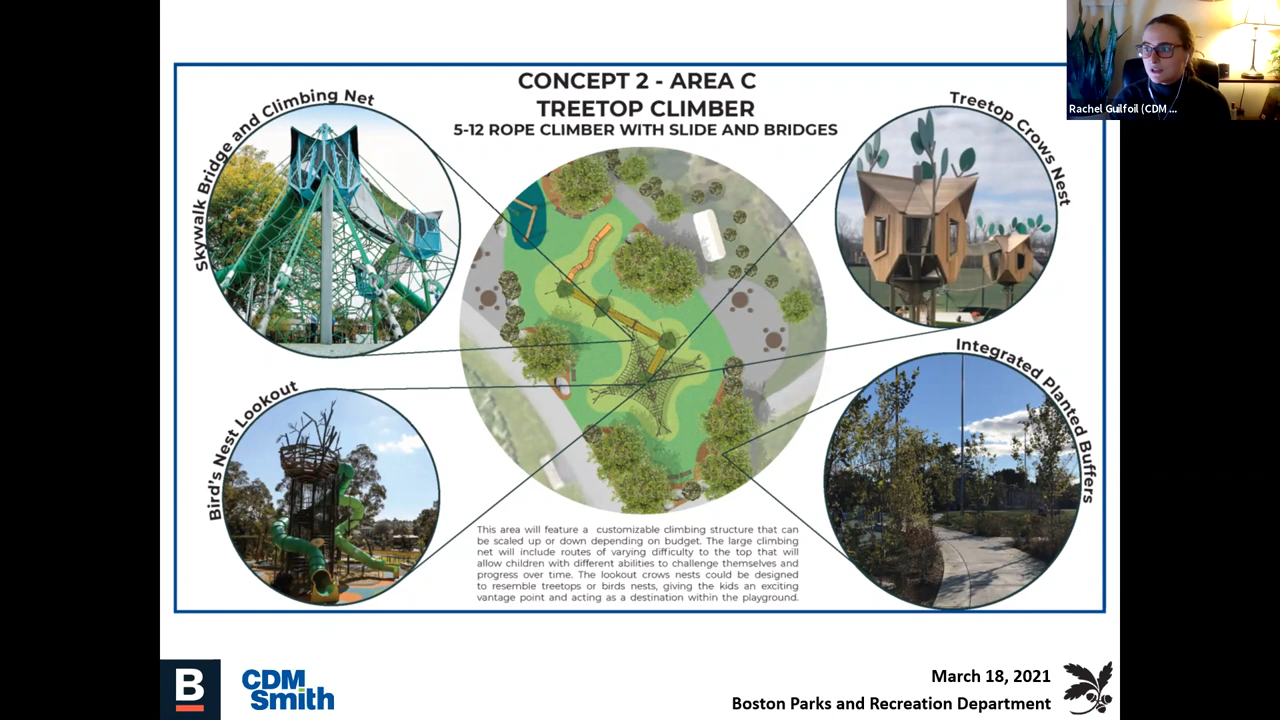 CONCEPT 2 - AREA C
TREETOP CLIMBER
5-12 ROPE CLIMBER WITH SLIDE AND BRIDGES
Skywalk Bridge and Climbing Net
Treetop Crows Nest
Rachel Guilfoil (CDM ...
Bird's Nest Lookout
Integrated Planted Buffers
This area will feature a customizable climbing structure that can
be scaled up or down depending on budget. The large climbing
net will include routes of varying difficulty to the top that will
allow children with different abilities to challenge themselves and
progress over time. The lookout crows nests could be designed
to resemble treetops or birds nests, giving the kids an exciting
vantage point and acting as a destination within the playground.
B
CDM
Smith
March 18, 2021
Boston Parks and Recreation Department